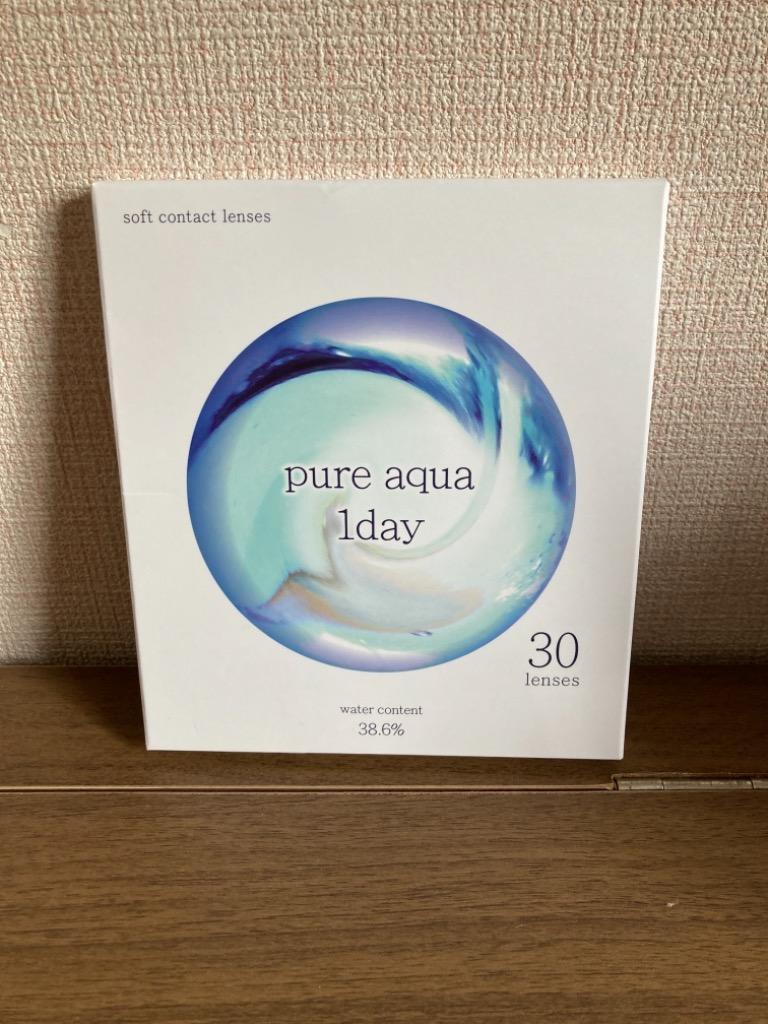 soft contact lenses
pure aqua
1day
30
lenses
water content
38.6%